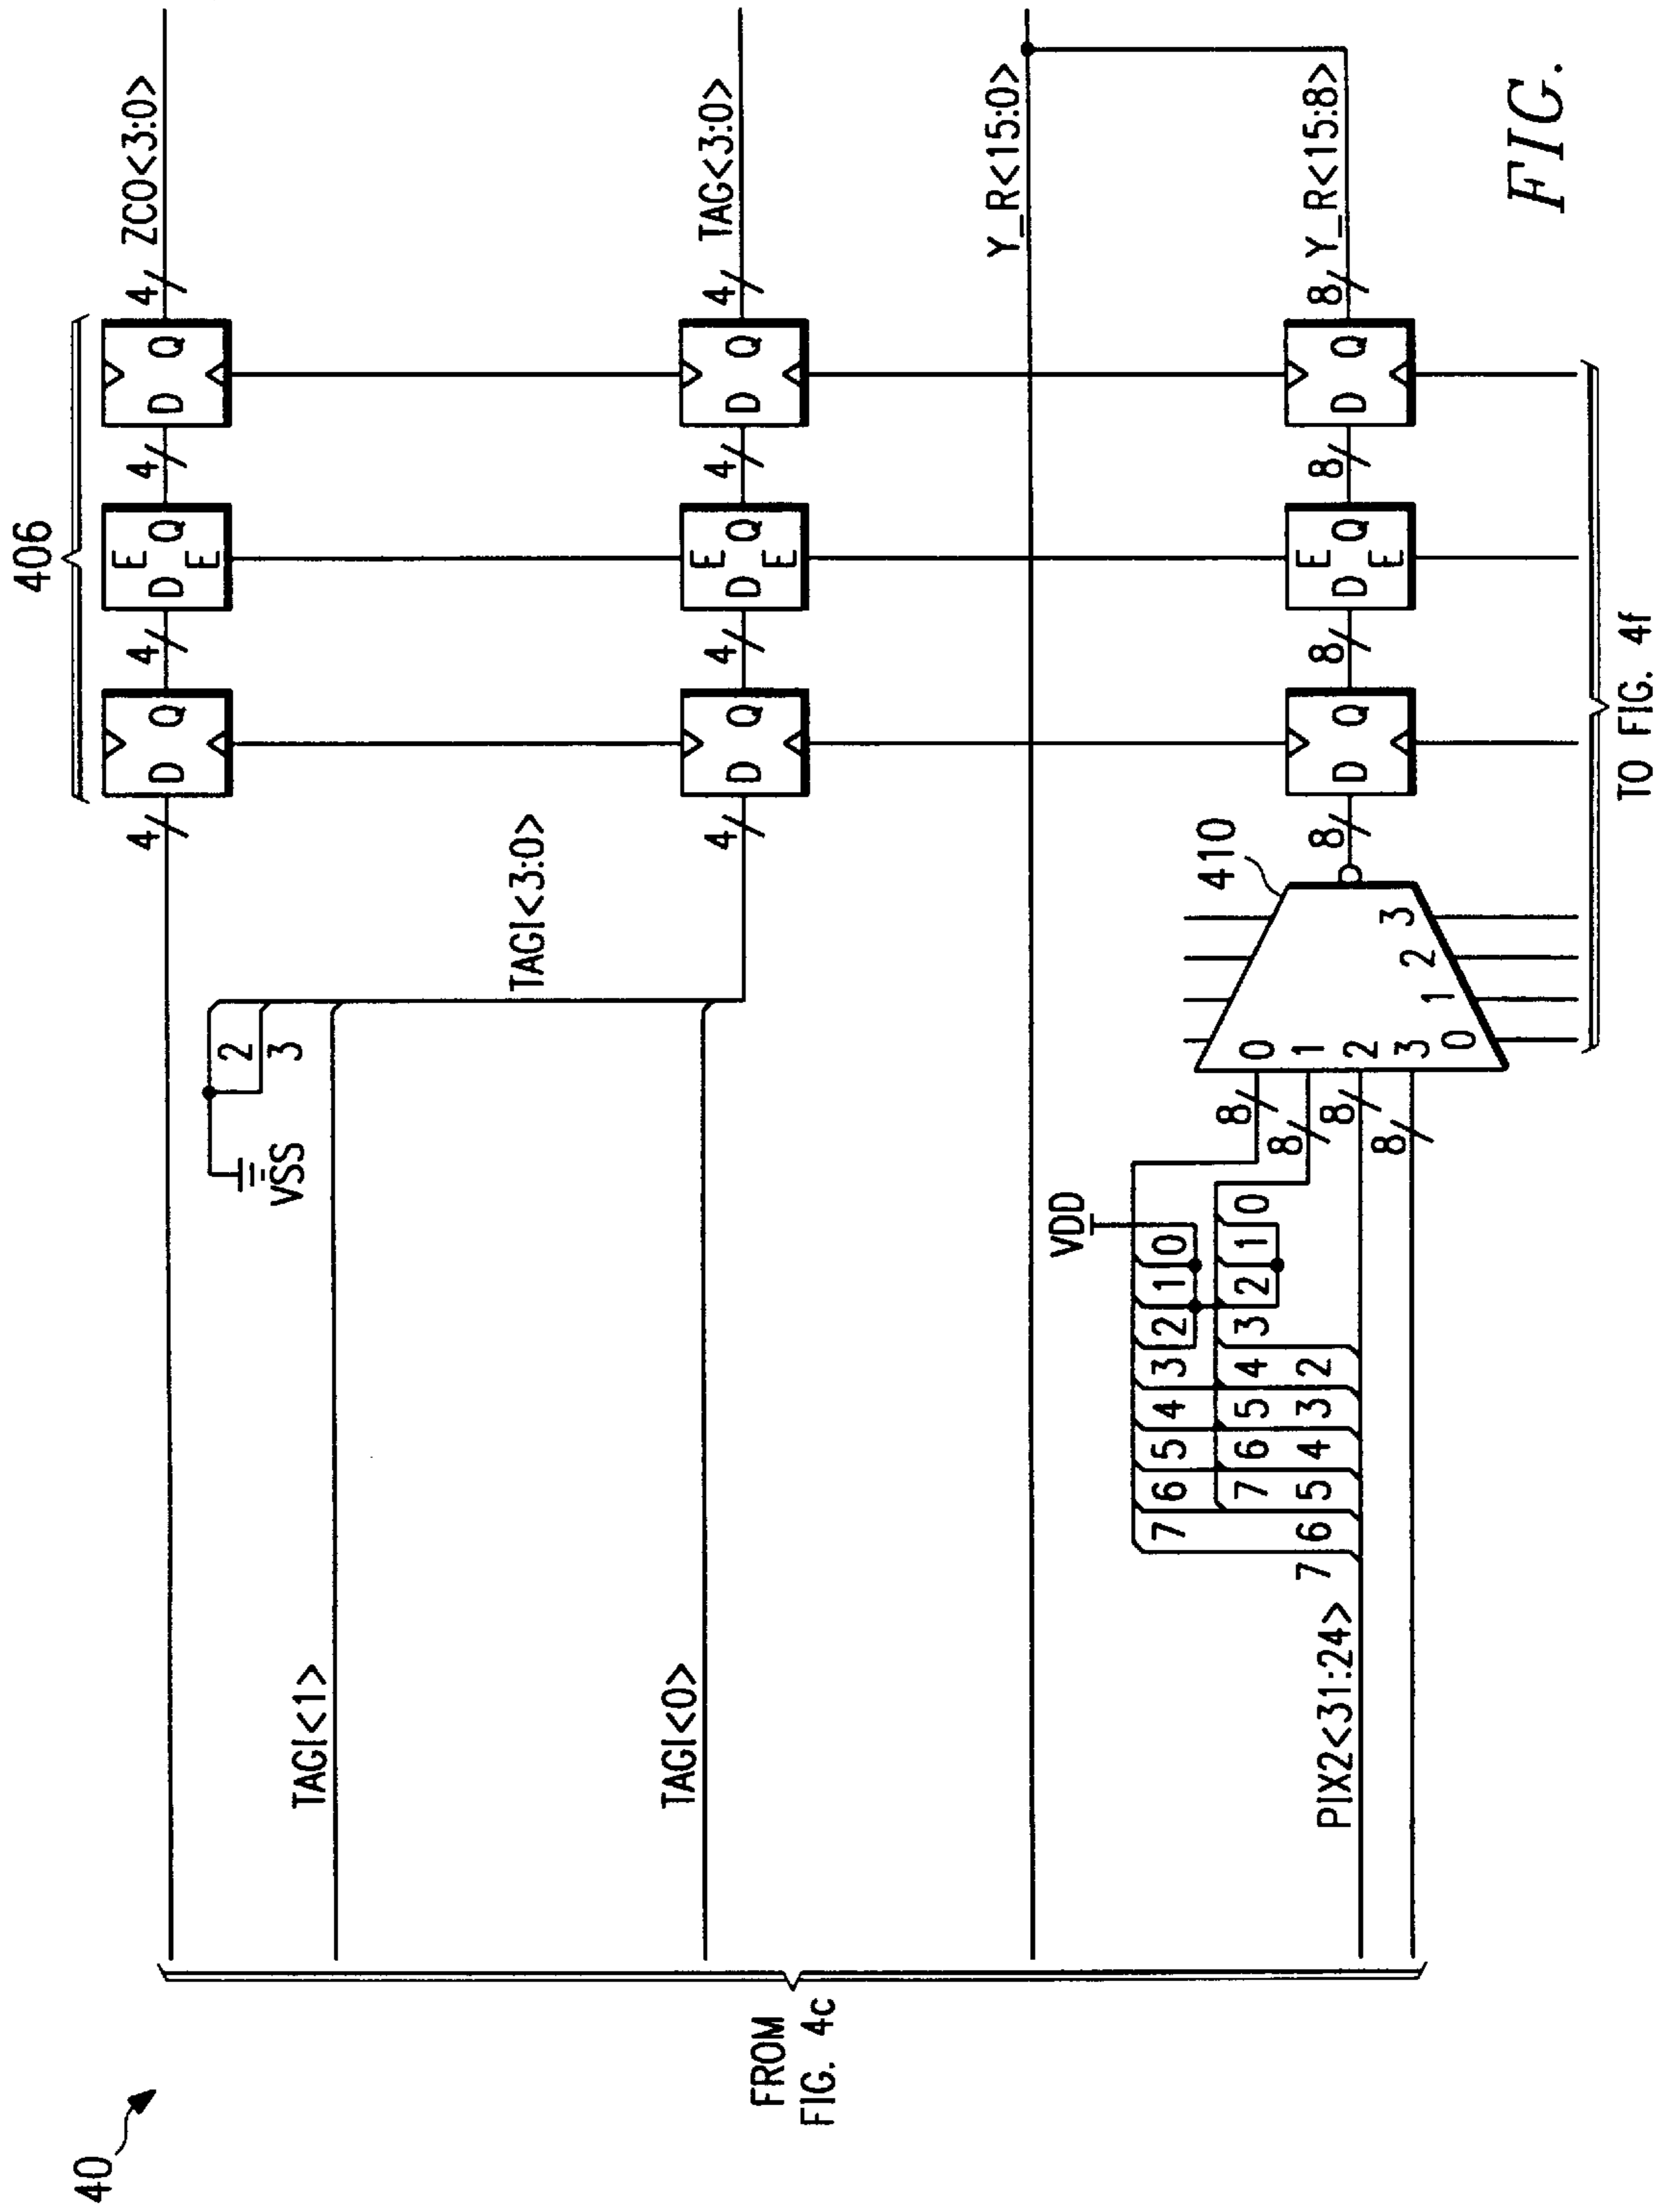 40
406
4 4 4 4 ZCO<3:0>
D Q D E E Q D Q
VSS
2
3
TAGI<1>
TAGI<3:0>
TAGI<0>
4 4 4 4 TAG<3:0>
D Q D E E Q D Q
FROM
FIG. 4c
Y_R<15:0>
VDD
7 6 5 4 3 2 1 0
7 6 5 4 3 2 1 0
7 6 5 4 3 2
PIX2<31:24>
8 8 8 8
0 1 2 3
0 1 2 3
410
8 8 8 8 Y_R<15:8>
D Q D E E Q D Q
TO FIG. 4f
FIG.